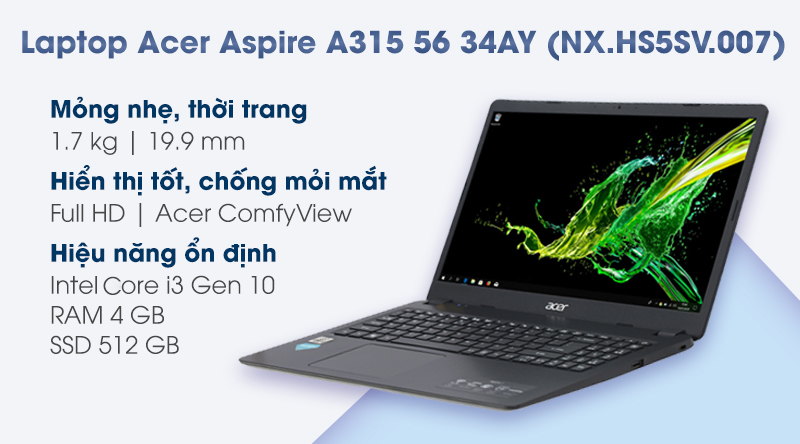 Laptop Acer Aspire A315 56 34AY (NX.HS5SV.007)
Mỏng nhẹ, thời trang
1.7 kg | 19.9 mm
Hiển thị tốt, chống mỏi mắt
Full HD | Acer ComfyView
Hiệu năng ổn định
Intel Core i3 Gen 10
RAM 4 GB
SSD 512 GB
acer